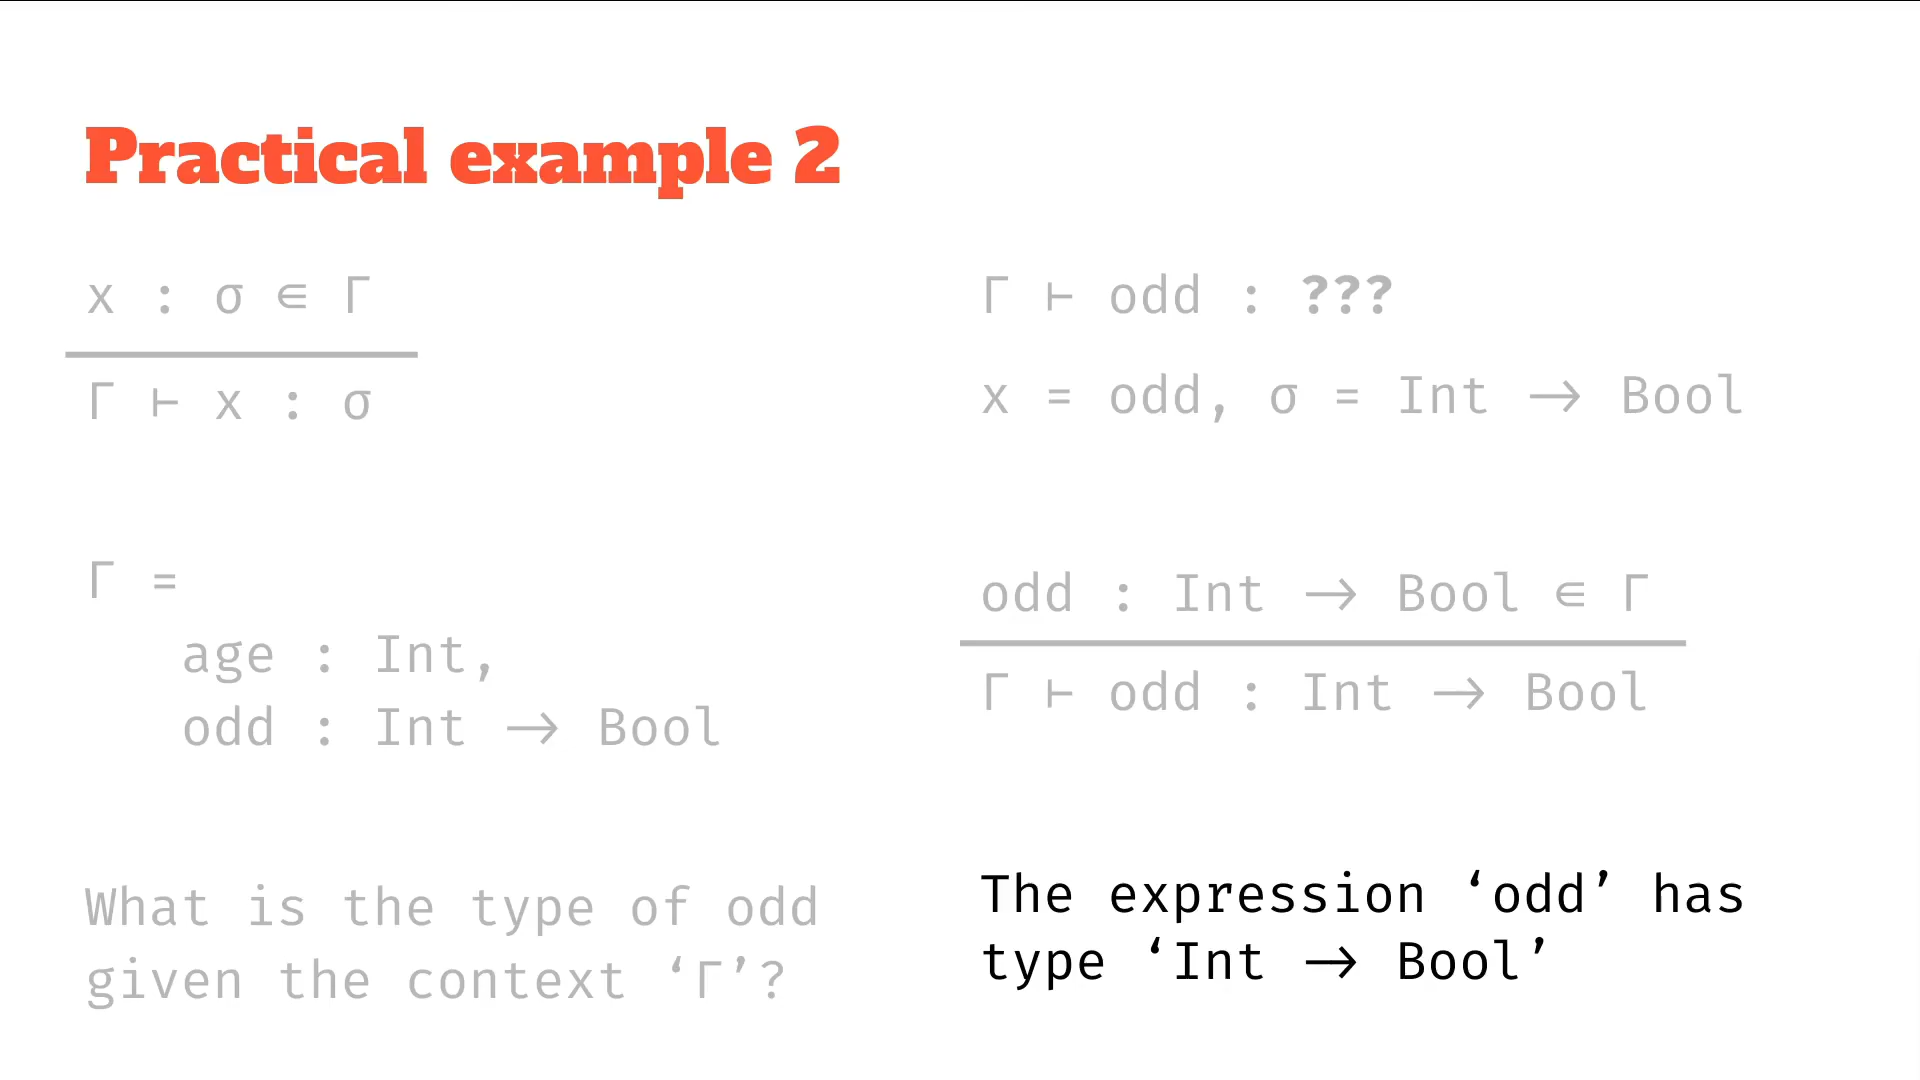 Practical example 2
x : σ ∈ Γ
Γ ⊢ x : σ
Γ =
age : Int,
odd : Int → Bool
What is the type of odd
given the context ‘Γ’?
Γ ⊢ odd : ???
x = odd, σ = Int → Bool
odd : Int → Bool ∈ Γ
Γ ⊢ odd : Int → Bool
The expression ‘odd’ has
type ‘Int → Bool’